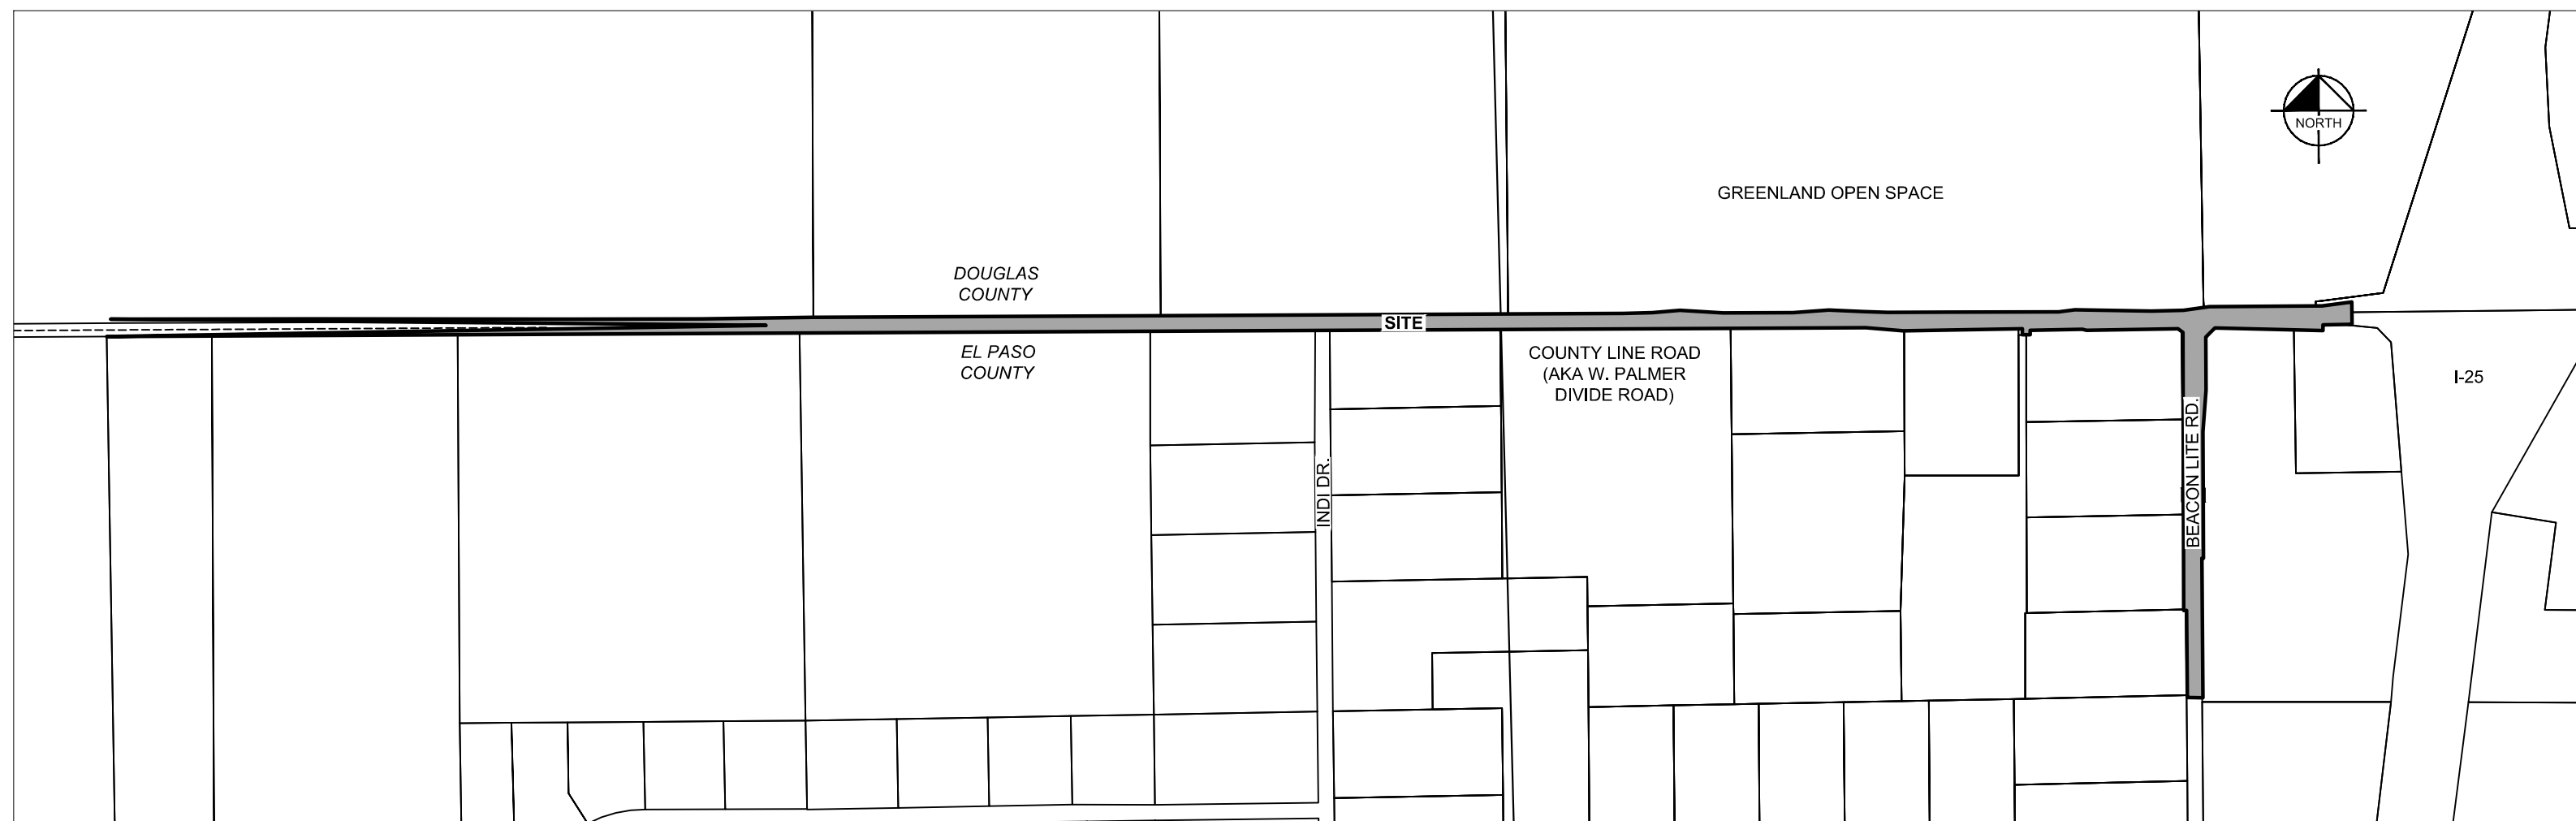 NORTH
GREENLAND OPEN SPACE
DOUGLAS
COUNTY
SITE
EL PASO
COUNTY
COUNTY LINE ROAD
(AKA W. PALMER
DIVIDE ROAD)
I-25
INDI DR.
BEACON LITE RD.